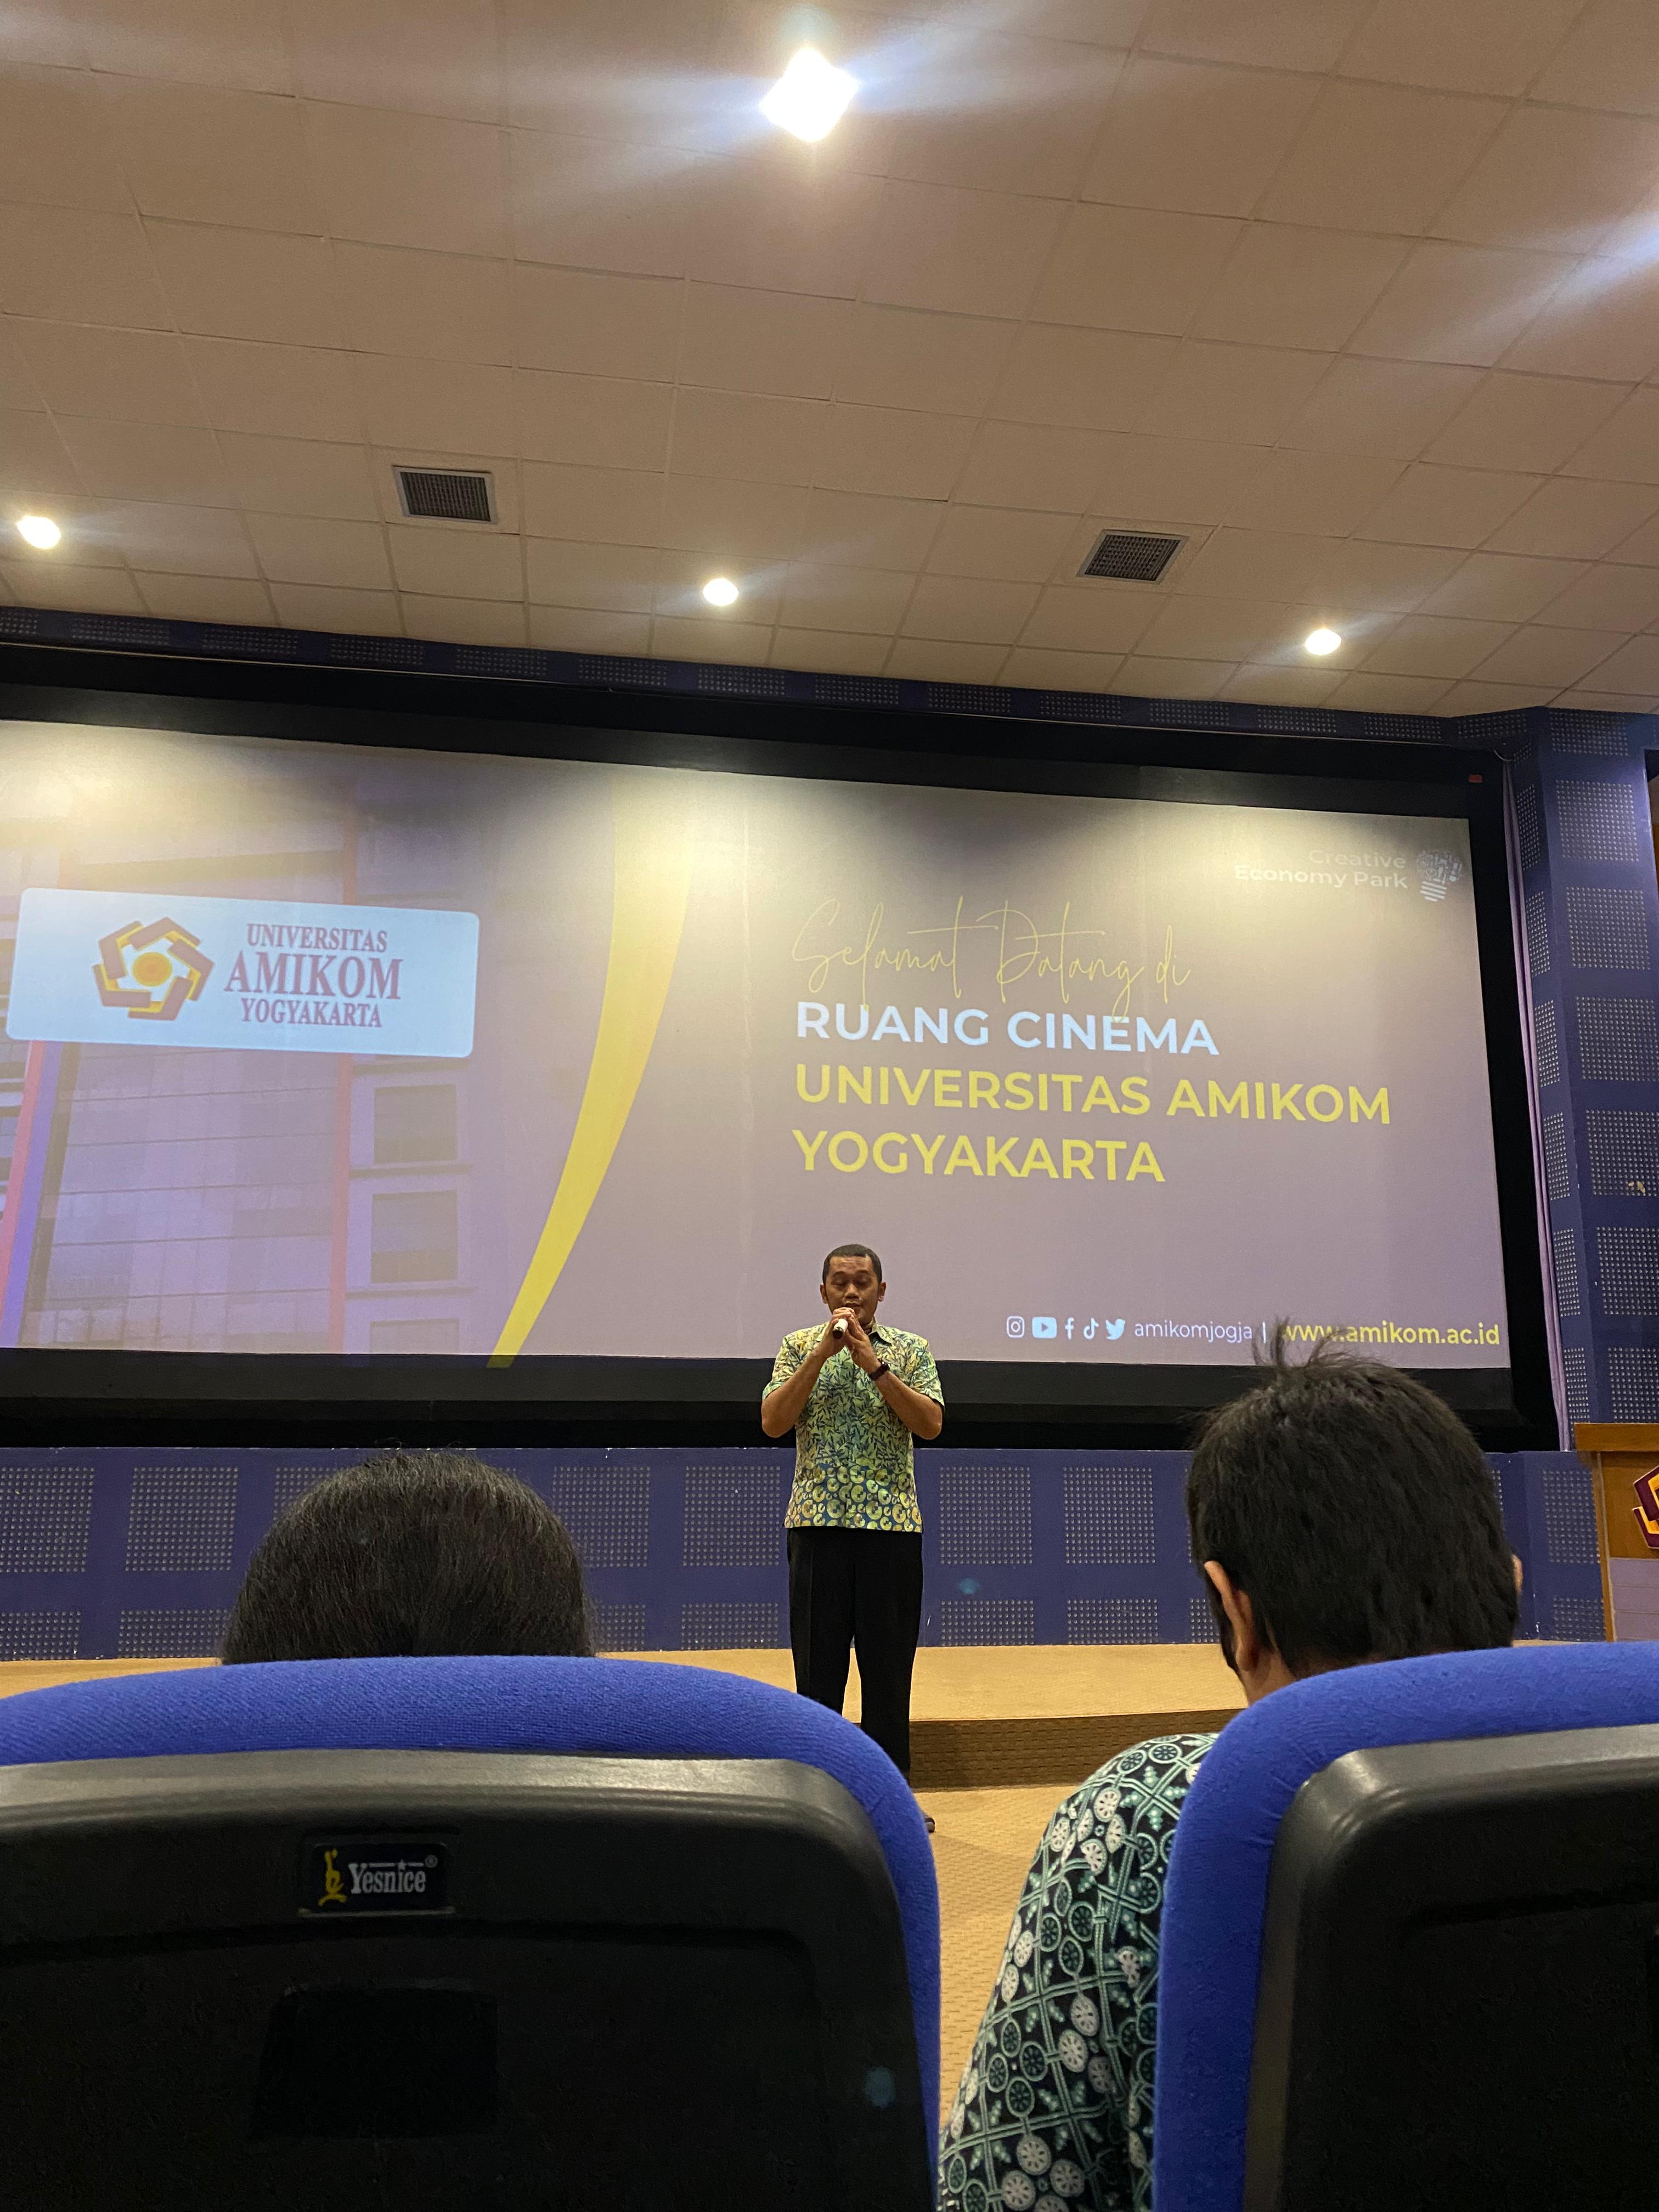 UNIVERSITAS
AMIKOM
YOGYAKARTA
Creative
Economy Park
Selamat Datang di
RUANG CINEMA
UNIVERSITAS AMIKOM
YOGYAKARTA
amikomjogja | www.amikom.ac.id
Yesnice®